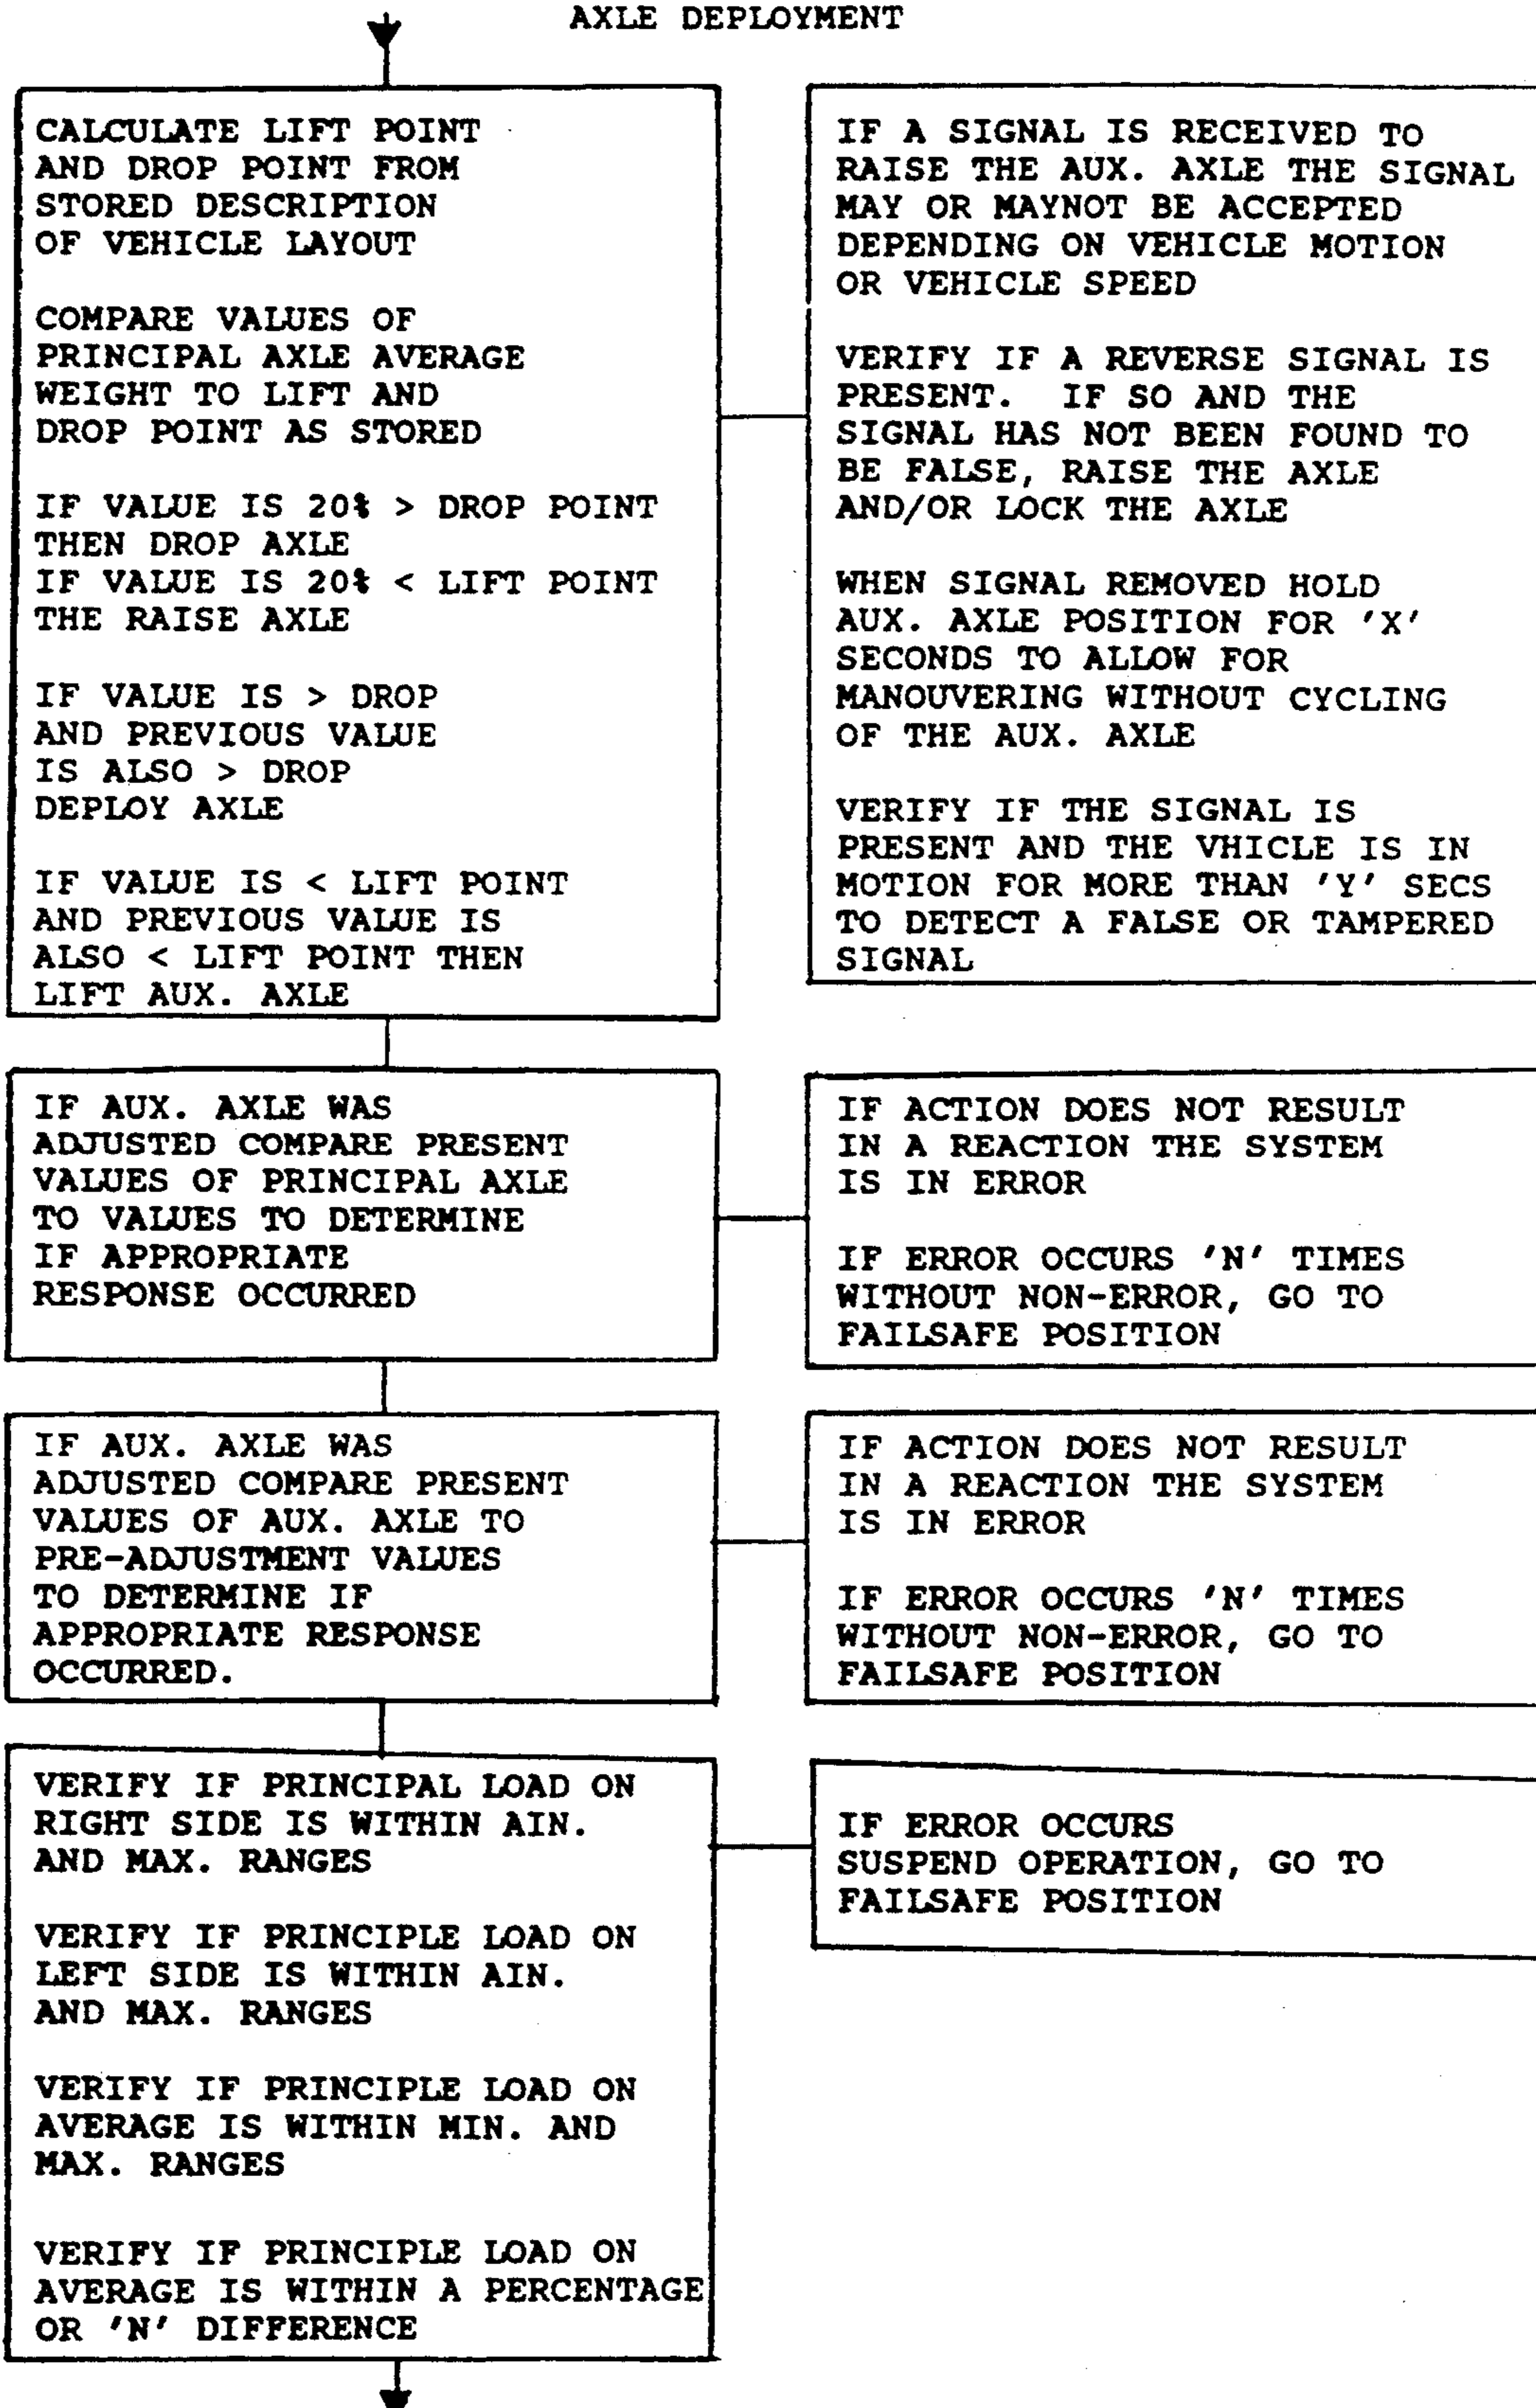 AXLE DEPLOYMENT
CALCULATE LIFT POINT
AND DROP POINT FROM
STORED DESCRIPTION
OF VEHICLE LAYOUT
COMPARE VALUES OF
PRINCIPAL AXLE AVERAGE
WEIGHT TO LIFT AND
DROP POINT AS STORED
IF VALUE IS 20% > DROP POINT
THEN DROP AXLE
IF VALUE IS 20% < LIFT POINT
THE RAISE AXLE
IF VALUE IS > DROP
AND PREVIOUS VALUE
IS ALSO > DROP
DEPLOY AXLE
IF VALUE IS < LIFT POINT
AND PREVIOUS VALUE IS
ALSO < LIFT POINT THEN
LIFT AUX. AXLE
IF A SIGNAL IS RECEIVED TO
RAISE THE AUX. AXLE THE SIGNAL
MAY OR MAYNOT BE ACCEPTED
DEPENDING ON VEHICLE MOTION
OR VEHICLE SPEED
VERIFY IF A REVERSE SIGNAL IS
PRESENT. IF SO AND THE
SIGNAL HAS NOT BEEN FOUND TO
BE FALSE, RAISE THE AXLE
AND/OR LOCK THE AXLE
WHEN SIGNAL REMOVED HOLD
AUX. AXLE POSITION FOR 'X'
SECONDS TO ALLOW FOR
MANOUVERING WITHOUT CYCLING
OF THE AUX. AXLE
VERIFY IF THE SIGNAL IS
PRESENT AND THE VHICLE IS IN
MOTION FOR MORE THAN 'Y' SECS
TO DETECT A FALSE OR TAMPERED
SIGNAL
IF AUX. AXLE WAS
ADJUSTED COMPARE PRESENT
VALUES OF PRINCIPAL AXLE
TO VALUES TO DETERMINE
IF APPROPRIATE
RESPONSE OCCURRED
IF ACTION DOES NOT RESULT
IN A REACTION THE SYSTEM
IS IN ERROR
IF ERROR OCCURS 'N' TIMES
WITHOUT NON-ERROR, GO TO
FAILSAFE POSITION
IF AUX. AXLE WAS
ADJUSTED COMPARE PRESENT
VALUES OF AUX. AXLE TO
PRE-ADJUSTMENT VALUES
TO DETERMINE IF
APPROPRIATE RESPONSE
OCCURRED.
IF ACTION DOES NOT RESULT
IN A REACTION THE SYSTEM
IS IN ERROR
IF ERROR OCCURS 'N' TIMES
WITHOUT NON-ERROR, GO TO
FAILSAFE POSITION
VERIFY IF PRINCIPAL LOAD ON
RIGHT SIDE IS WITHIN AIN.
AND MAX. RANGES
VERIFY IF PRINCIPLE LOAD ON
LEFT SIDE IS WITHIN AIN.
AND MAX. RANGES
VERIFY IF PRINCIPLE LOAD ON
AVERAGE IS WITHIN MIN. AND
MAX. RANGES
VERIFY IF PRINCIPLE LOAD ON
AVERAGE IS WITHIN A PERCENTAGE
OR 'N' DIFFERENCE
IF ERROR OCCURS
SUSPEND OPERATION, GO TO
FAILSAFE POSITION